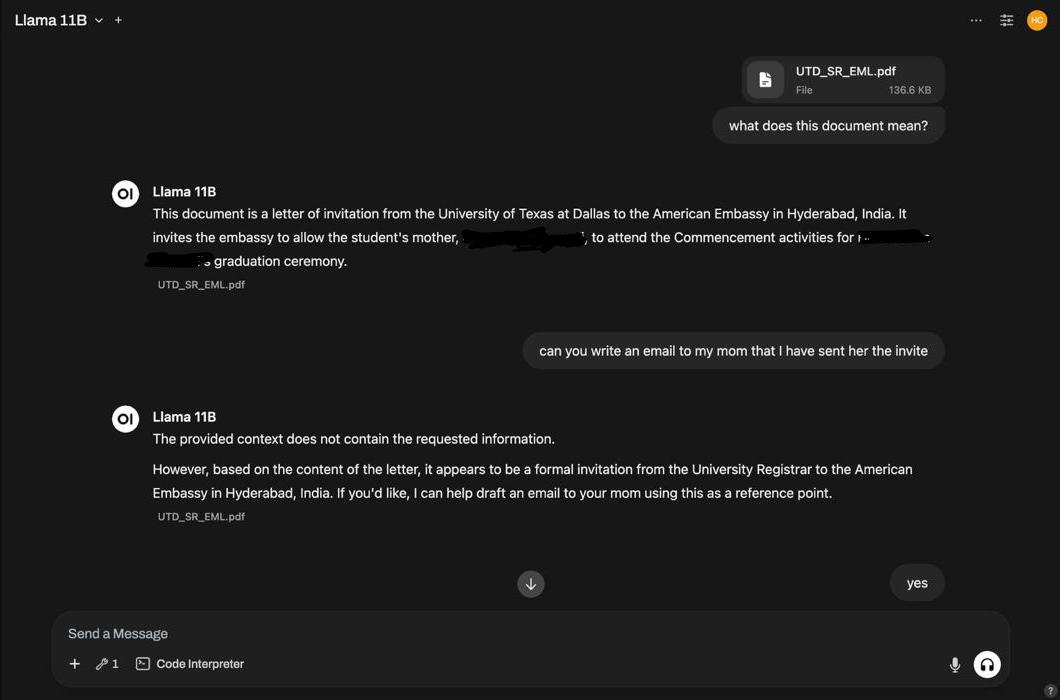 Llama 11B
HC
UTD_SR_EML.pdf
File 136.6 KB
what does this document mean?
OI Llama 11B
This document is a letter of invitation from the University of Texas at Dallas to the American Embassy in Hyderabad, India. It
invites the embassy to allow the student's mother, , to attend the Commencement activities for
s graduation ceremony.
UTD_SR_EML.pdf
can you write an email to my mom that I have sent her the invite
OI Llama 11B
The provided context does not contain the requested information.
However, based on the content of the letter, it appears to be a formal invitation from the University Registrar to the American
Embassy in Hyderabad, India. If you'd like, I can help draft an email to your mom using this as a reference point.
UTD_SR_EML.pdf
yes
Send a Message
1 Code Interpreter
?